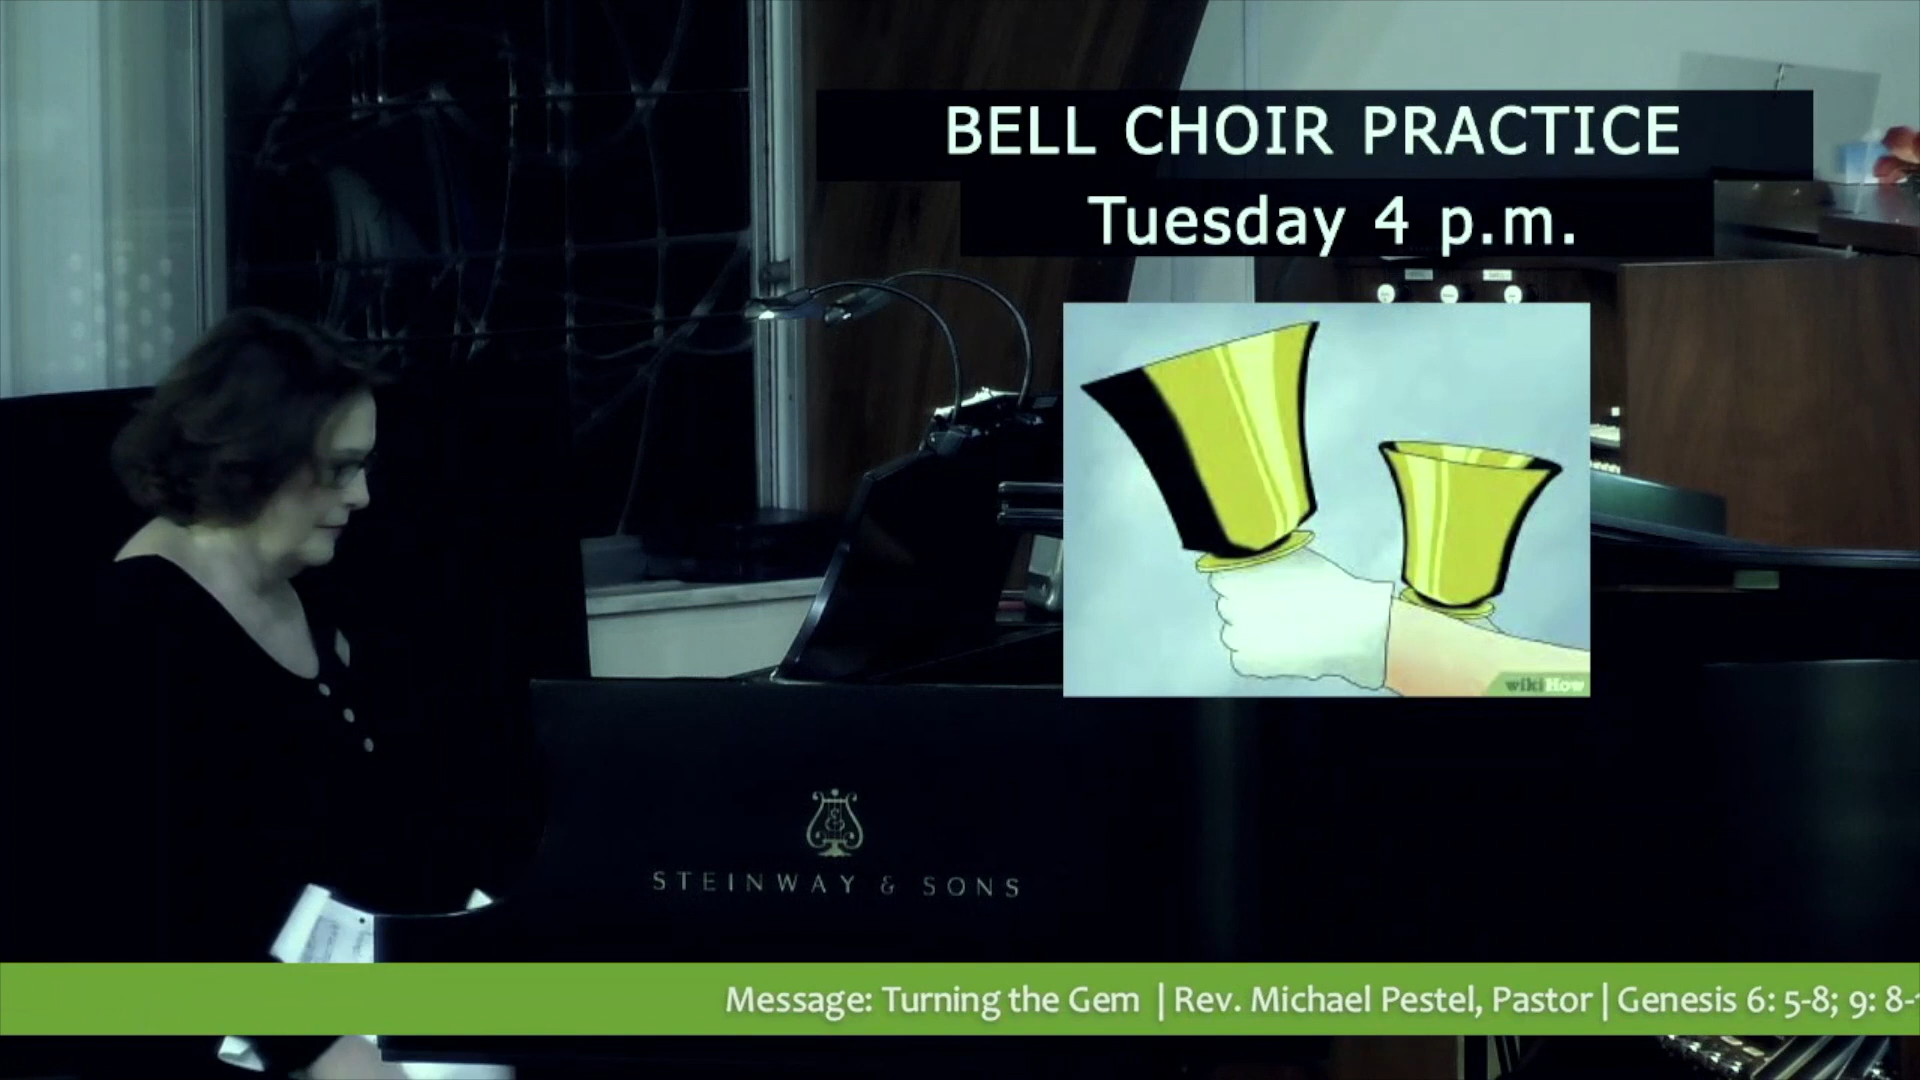 BELL CHOIR PRACTICE
Tuesday 4 p.m.
wikiHow
STEINWAY & SONS
Message: Turning the Gem | Rev. Michael Pestel, Pastor | Genesis 6: 5-8; 9: 8-